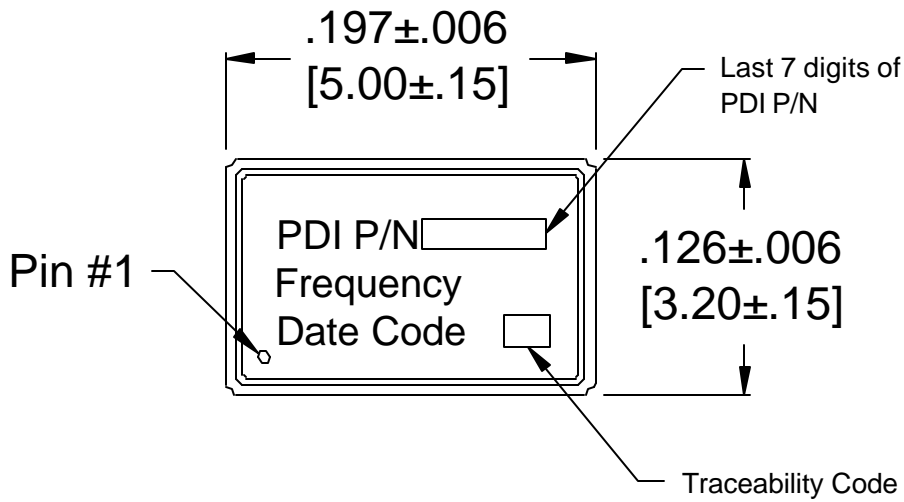 .197±.006
[5.00±.15]
Last 7 digits of
PDI P/N
PDI P/N
Frequency
Date Code
Pin #1
.126±.006
[3.20±.15]
Traceability Code